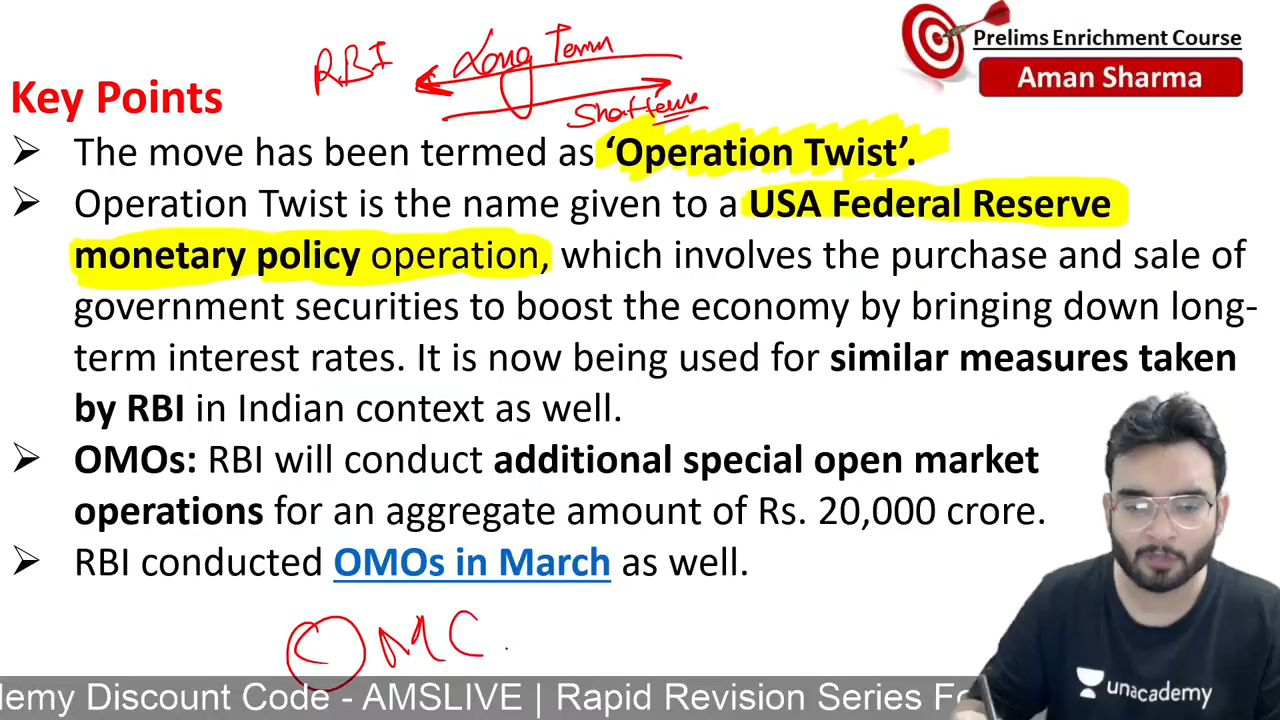 RBI
Long Term
Short term
Prelims Enrichment Course
Aman Sharma
Key Points
➢ The move has been termed as ‘Operation Twist’.
➢ Operation Twist is the name given to a USA Federal Reserve
monetary policy operation, which involves the purchase and sale of
government securities to boost the economy by bringing down long-
term interest rates. It is now being used for similar measures taken
by RBI in Indian context as well.
➢ OMOs: RBI will conduct additional special open market
operations for an aggregate amount of Rs. 20,000 crore.
➢ RBI conducted OMOs in March as well.
OMC
unacademy
demy Discount Code - AMSLIVE | Rapid Revision Series Fo